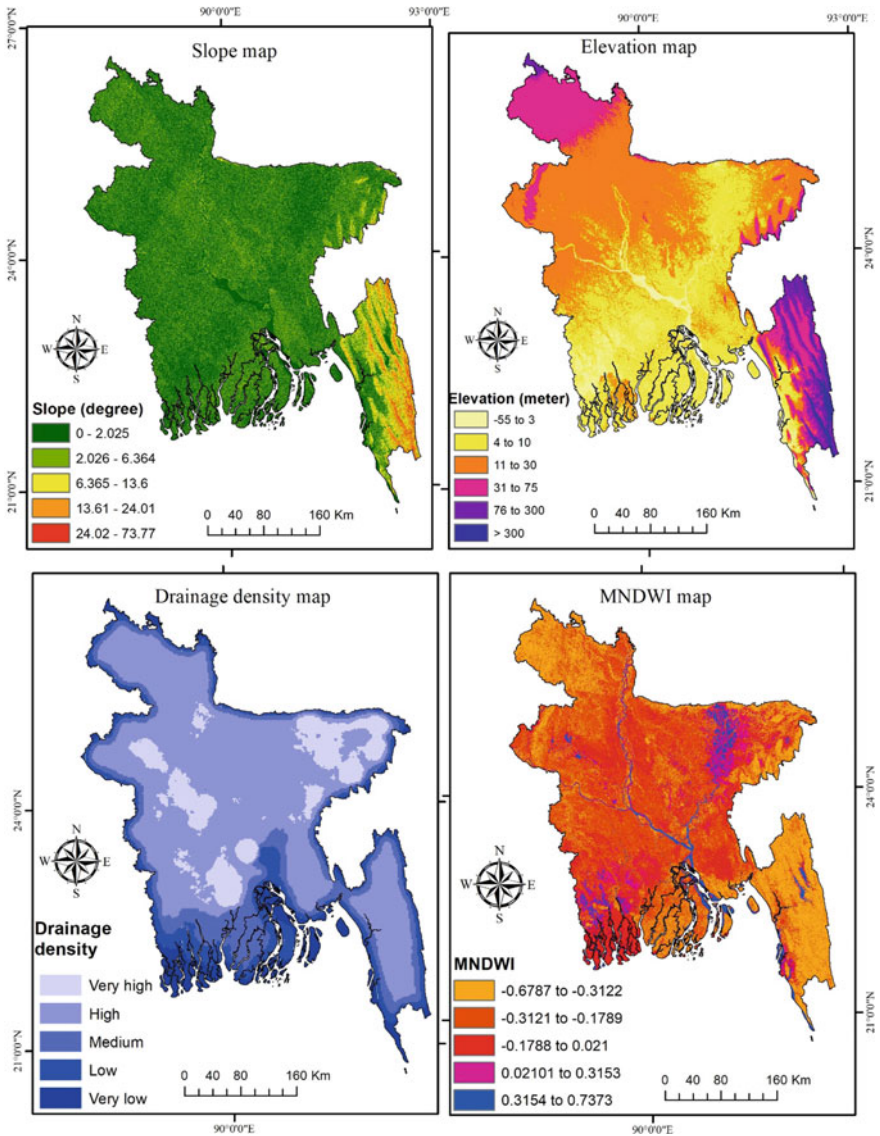 90°0'0"E
93°0'0"E
27°0'0"N
Slope map
24°0'0"N
N
W
E
S
Slope (degree)
0 - 2.025
2.026 - 6.364
6.365 - 13.6
13.61 - 24.01
24.02 - 73.77
21°0'0"N
0 40 80 160 Km
90°0'0"E
93°0'0"E
Elevation map
24°0'0"N
N
W
E
S
Elevation (meter)
-55 to 3
4 to 10
11 to 30
31 to 75
76 to 300
> 300
21°0'0"N
0 40 80 160 Km
Drainage density map
24°0'0"N
N
W
E
S
Drainage
density
Very high
High
Medium
Low
Very low
21°0'0"N
0 40 80 160 Km
90°0'0"E
MNDWI map
24°0'0"N
N
W
E
S
MNDWI
-0.6787 to -0.3122
-0.3121 to -0.1789
-0.1788 to 0.021
0.02101 to 0.3153
0.3154 to 0.7373
21°0'0"N
0 40 80 160 Km
90°0'0"E